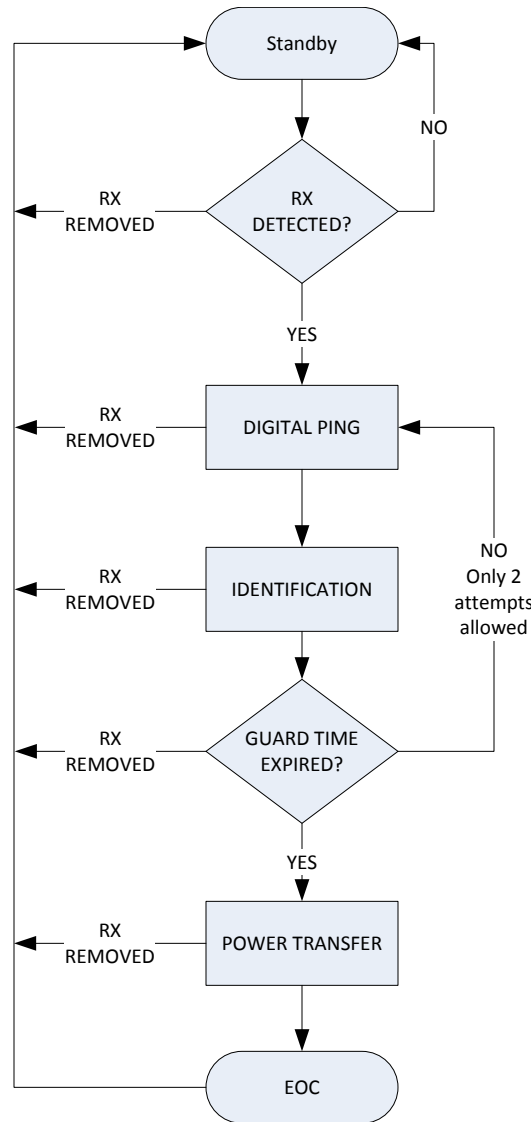 Standby
NO
RX
REMOVED
RX
DETECTED?
YES
RX
REMOVED
DIGITAL PING
NO
Only 2
attempts
allowed
RX
REMOVED
IDENTIFICATION
RX
REMOVED
GUARD TIME
EXPIRED?
YES
RX
REMOVED
POWER TRANSFER
EOC